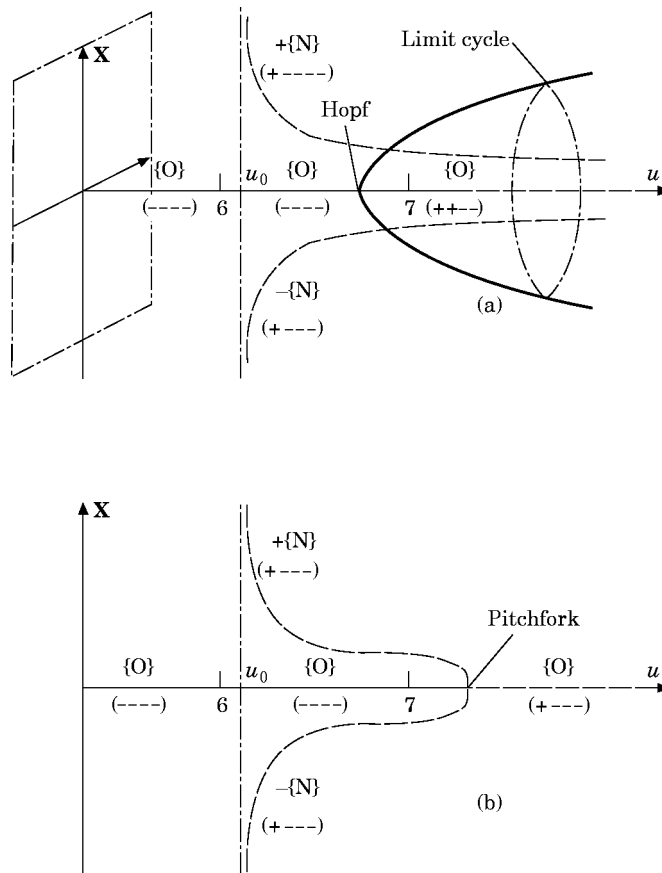 X
+{N}
(+ – – – –)
Limit cycle
Hopf
{O} u₀ {O} {O} u
(– – – –) 6 (– – – –) 7 (+ + – –)
–{N}
(+ – – –)
(a)
X
+{N}
(+ – – –)
Pitchfork
{O} u₀ {O} {O} u
(– – – –) 6 (– – – –) 7 (+ – – –)
–{N}
(+ – – –)
(b)